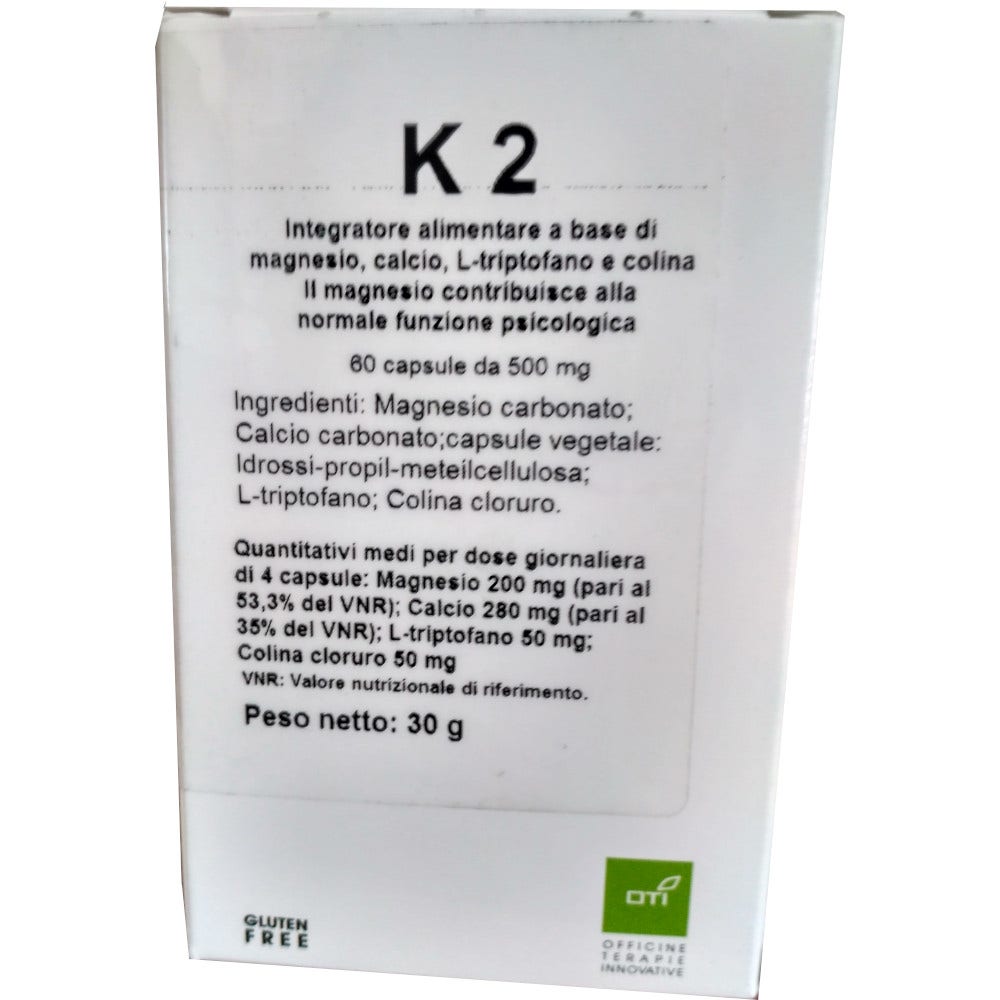 K 2
Integratore alimentare a base di
magnesio, calcio, L-triptofano e colina
Il magnesio contribuisce alla
normale funzione psicologica
60 capsule da 500 mg
Ingredienti: Magnesio carbonato;
Calcio carbonato;capsule vegetale:
Idrossi-propil-meteilcellulosa;
L-triptofano; Colina cloruro.
Quantitativi medi per dose giornaliera
di 4 capsule: Magnesio 200 mg (pari al
53,3% del VNR); Calcio 280 mg (pari al
35% del VNR); L-triptofano 50 mg;
Colina cloruro 50 mg
VNR: Valore nutrizionale di riferimento.
Peso netto: 30 g
GLUTEN
FREE
OTI
OFFICINE
TERAPIE
INNOVATIVE